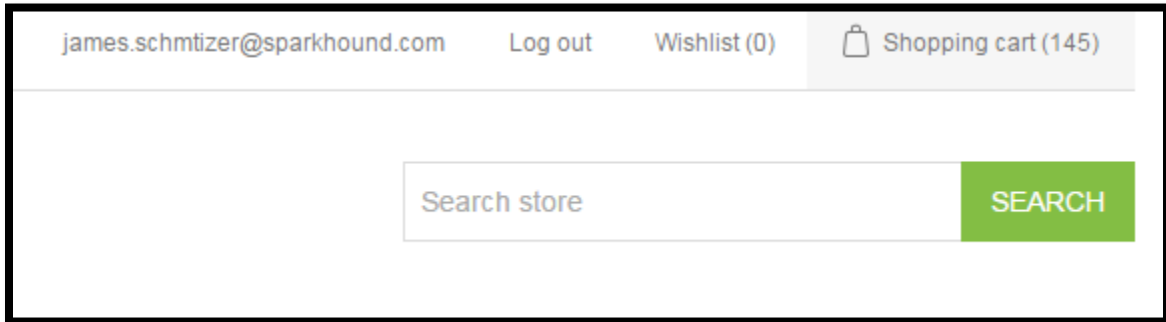 james.schmtizer@sparkhound.com Log out Wishlist (0) Shopping cart (145)
Search store SEARCH